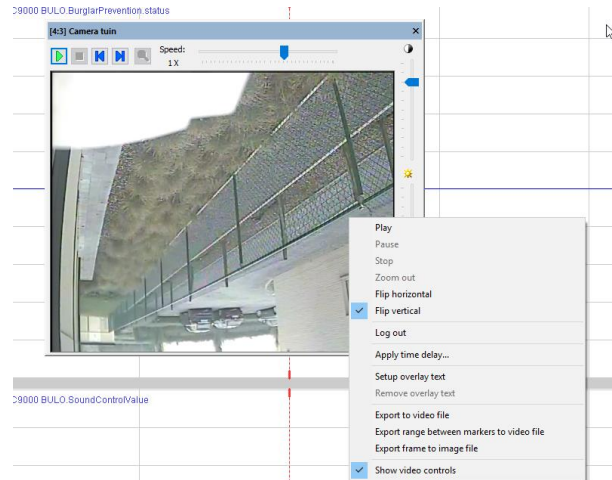 C9000 BULO.BurglarPrevention.status
[4:3] Camera tuin
Speed:
1 X
Play
Pause
Stop
Zoom out
Flip horizontal
Flip vertical
Log out
Apply time delay...
Setup overlay text
Remove overlay text
Export to video file
Export range between markers to video file
Export frame to image file
Show video controls
C9000 BULO.SoundControlValue